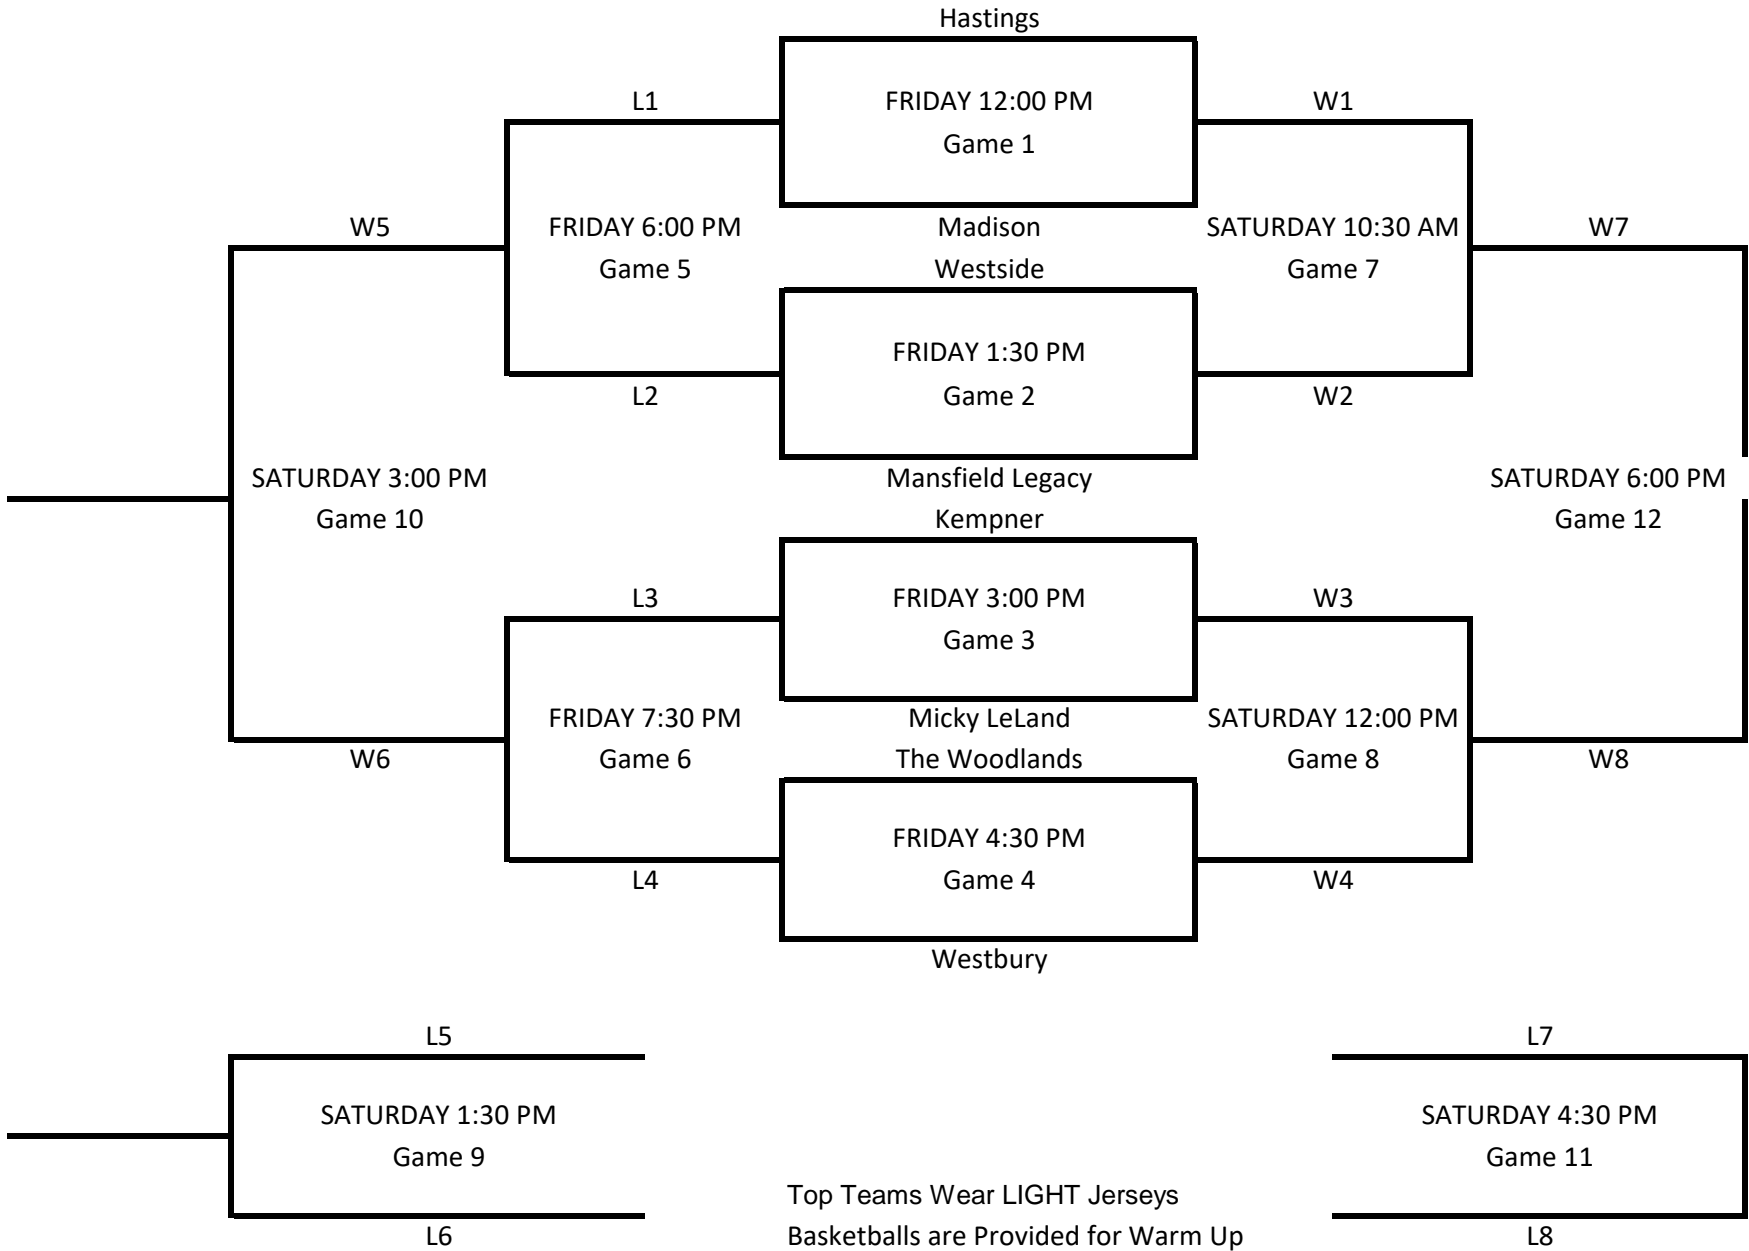 Hastings
L1
FRIDAY 12:00 PM
W1
Game 1
W5
FRIDAY 6:00 PM
Madison
SATURDAY 10:30 AM
W7
Game 5
Westside
Game 7
FRIDAY 1:30 PM
L2
Game 2
W2
SATURDAY 3:00 PM
Mansfield Legacy
SATURDAY 6:00 PM
Game 10
Kempner
Game 12
L3
FRIDAY 3:00 PM
W3
Game 3
FRIDAY 7:30 PM
Micky LeLand
SATURDAY 12:00 PM
W6
Game 6
The Woodlands
Game 8
W8
FRIDAY 4:30 PM
L4
Game 4
W4
Westbury
L5
L7
SATURDAY 1:30 PM
SATURDAY 4:30 PM
Game 9
Game 11
Top Teams Wear LIGHT Jerseys
L6
Basketballs are Provided for Warm Up
L8